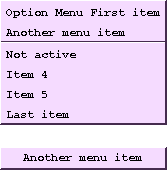 Option Menu First item
Another menu item
Not active
Item 4
Item 5
Last item
Another menu item